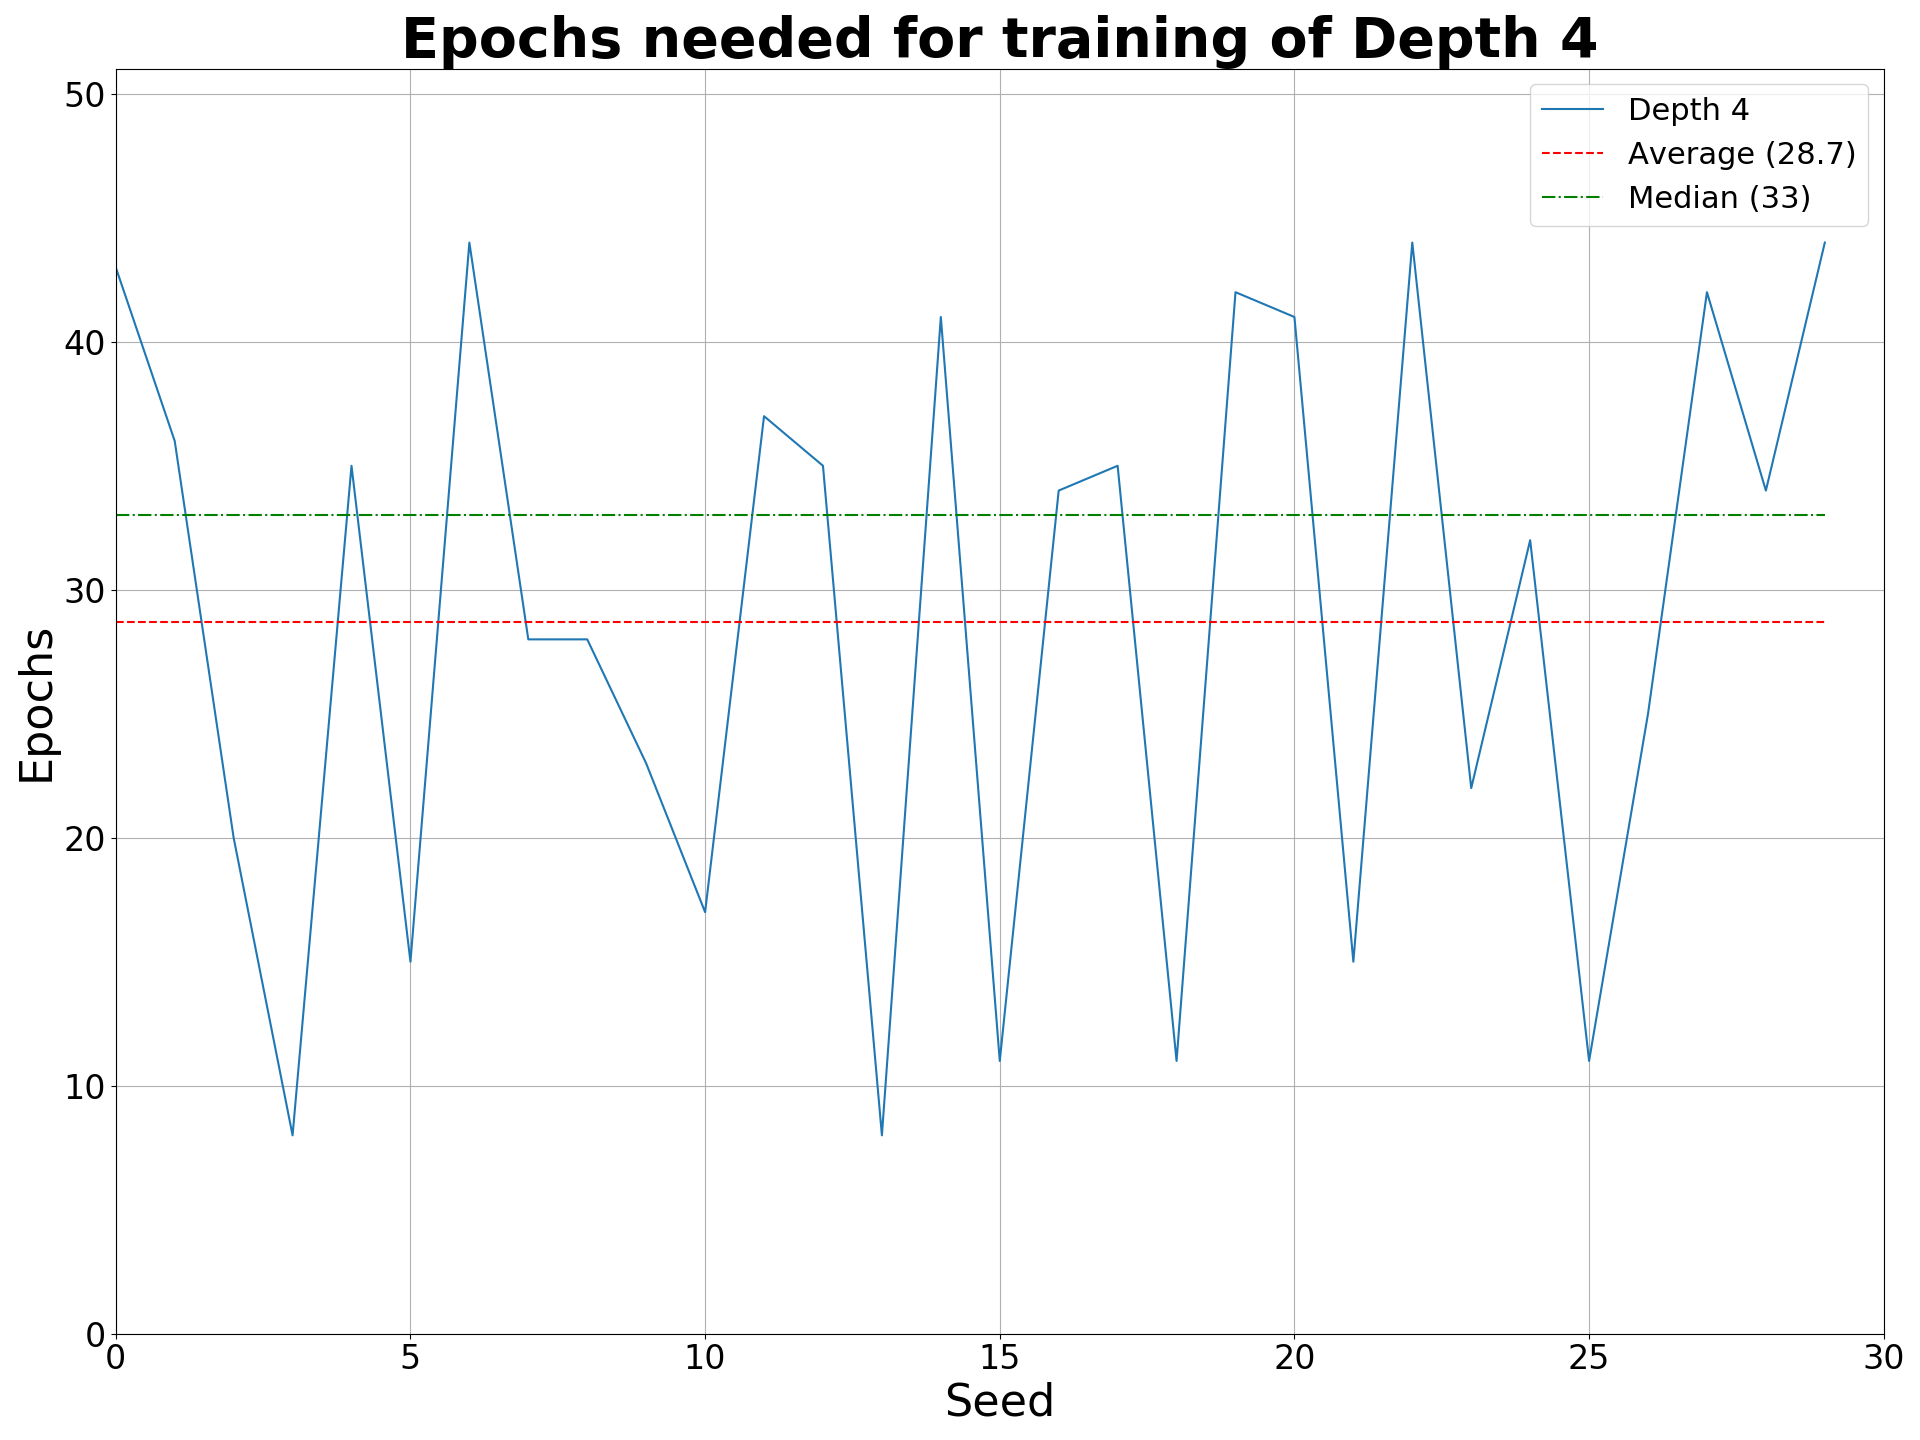 Epochs needed for training of Depth 4
Depth 4
Average (28.7)
Median (33)
50
40
30
20
10
0
Epochs
0 5 10 15 20 25 30
Seed